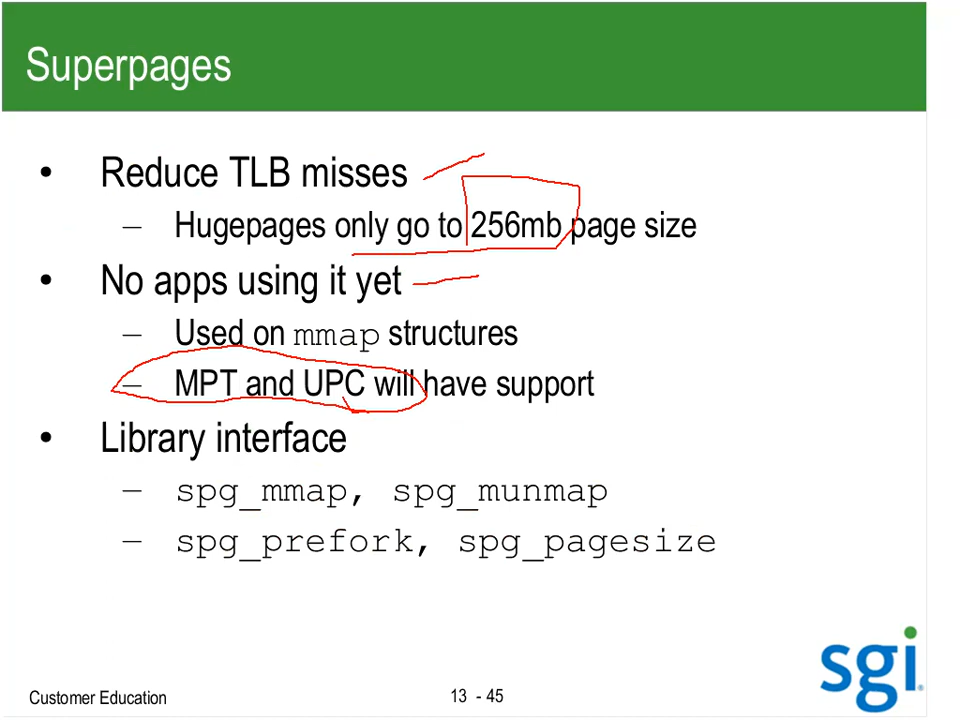 Superpages
• Reduce TLB misses
– Hugepages only go to 256mb page size
• No apps using it yet
– Used on mmap structures
– MPT and UPC will have support
• Library interface
– spg_mmap, spg_munmap
– spg_prefork, spg_pagesize
Customer Education
13 - 45
sgi